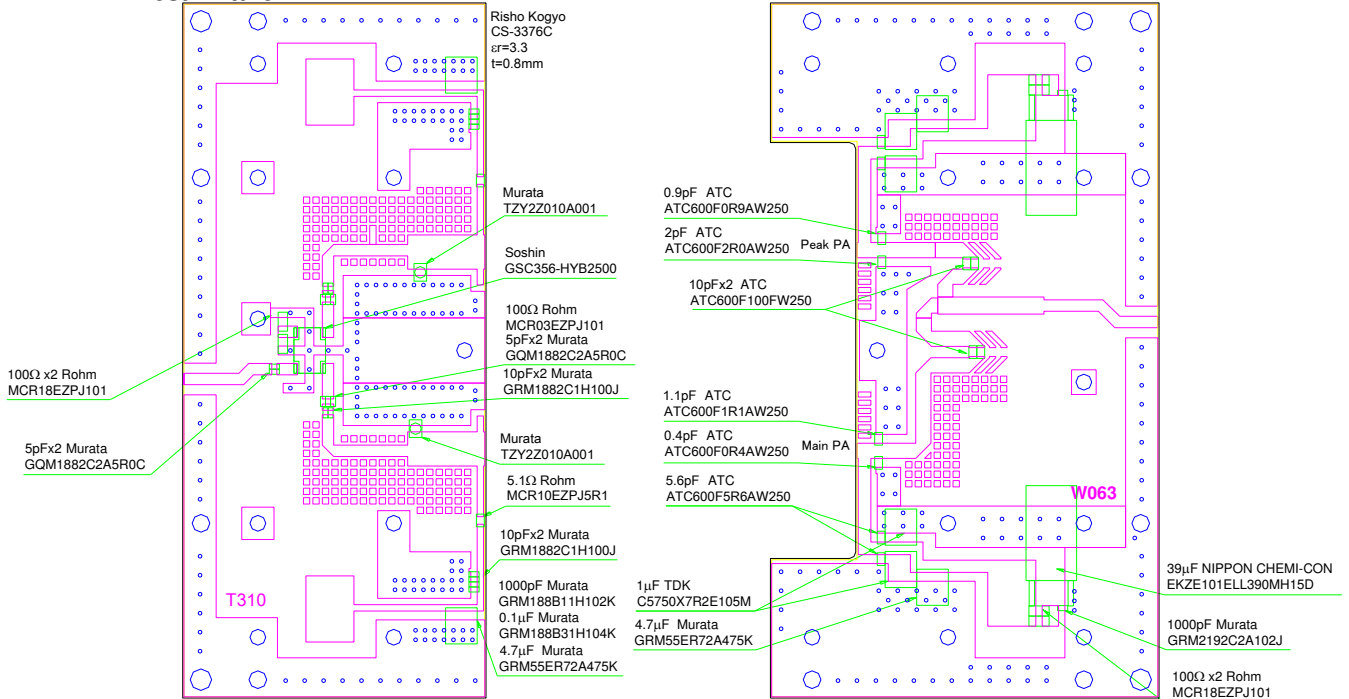 Risho Kogyo
CS-3376C
εr=3.3
t=0.8mm
Murata
TZY2Z010A001
Soshin
GSC356-HYB2500
100Ω Rohm
MCR03EZPJ101
5pFx2 Murata
GQM1882C2A5R0C
10pFx2 Murata
GRM1882C1H100J
100Ω x2 Rohm
MCR18EZPJ101
5pFx2 Murata
GQM1882C2A5R0C
Murata
TZY2Z010A001
5.1Ω Rohm
MCR10EZPJ5R1
10pFx2 Murata
GRM1882C1H100J
1000pF Murata
GRM188B11H102K
0.1μF Murata
GRM188B31H104K
4.7μF Murata
GRM55ER72A475K
T310
0.9pF ATC
ATC600F0R9AW250
2pF ATC
ATC600F2R0AW250
Peak PA
10pFx2 ATC
ATC600F100FW250
1.1pF ATC
ATC600F1R1AW250
0.4pF ATC
ATC600F0R4AW250
Main PA
5.6pF ATC
ATC600F5R6AW250
W063
1μF TDK
C5750X7R2E105M
4.7μF Murata
GRM55ER72A475K
39μF NIPPON CHEMI-CON
EKZE101ELL390MH15D
1000pF Murata
GRM2192C2A102J
100Ω x2 Rohm
MCR18EZPJ101